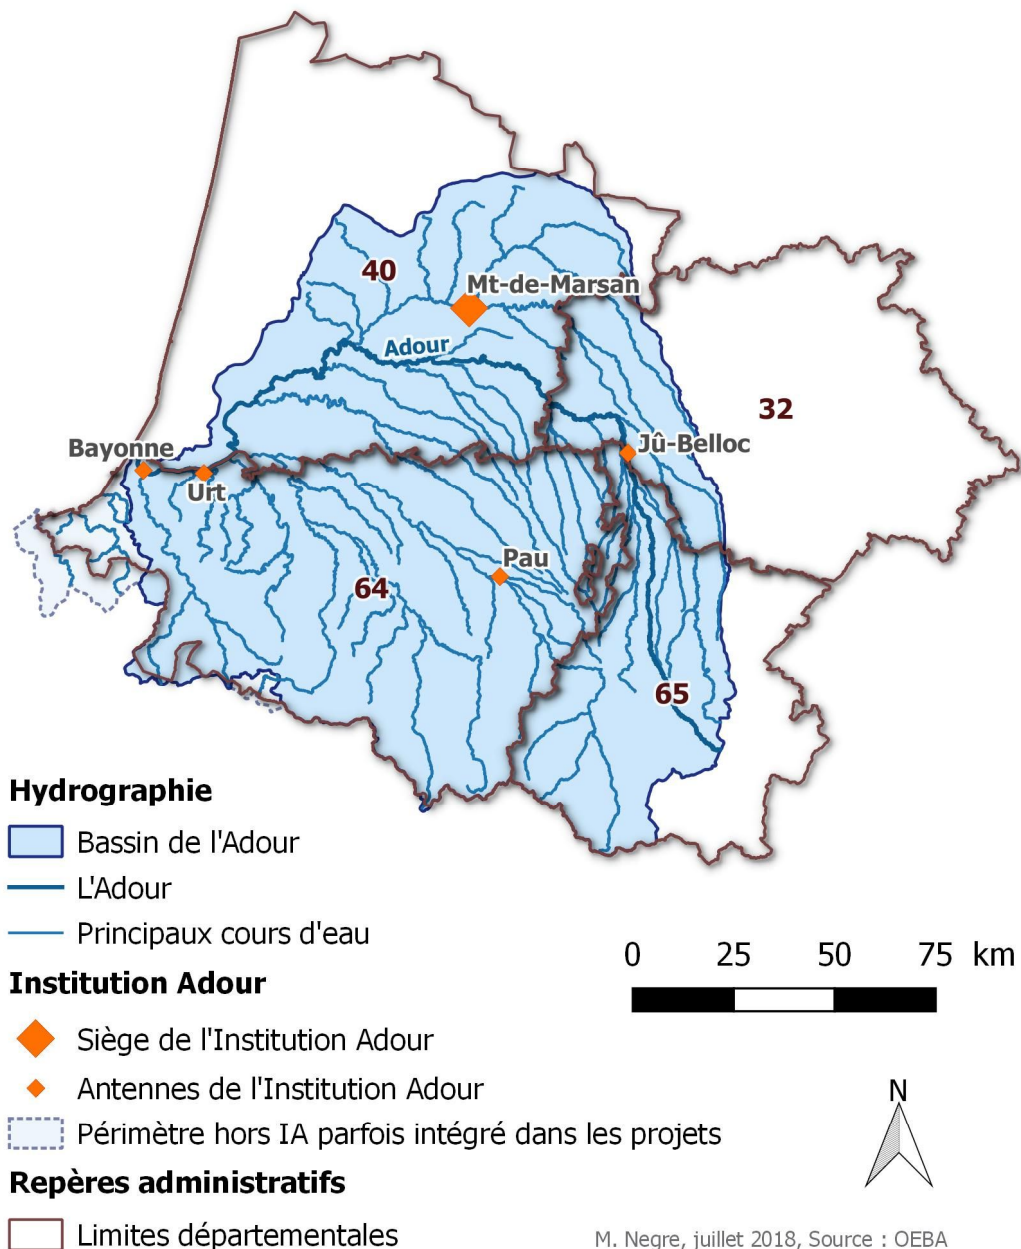 40
Mt-de-Marsan
Adour
32
Bayonne
Jû-Belloc
Urt
Pau
64
65
Hydrographie
Bassin de l'Adour
L'Adour
Principaux cours d'eau
0 25 50 75 km
Institution Adour
Siège de l'Institution Adour
Antennes de l'Institution Adour
N
Périmètre hors IA parfois intégré dans les projets
Repères administratifs
Limites départementales
M. Negre, juillet 2018, Source : OEBA